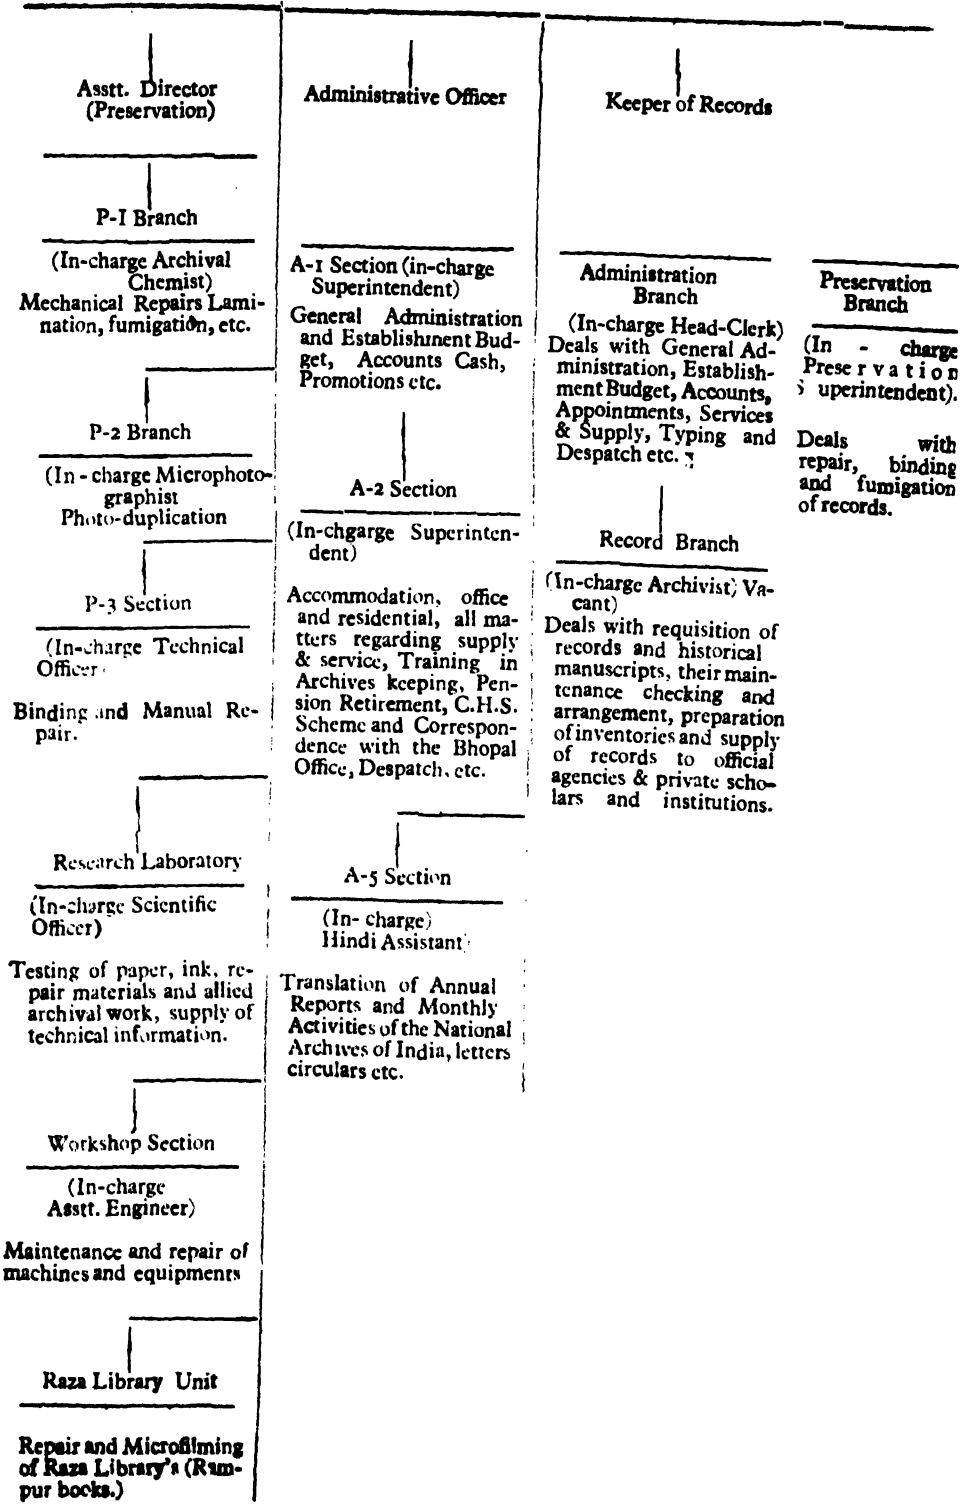 Asstt. Director
(Preservation)
P-I Branch
(In-charge Archival
Chemist)
Mechanical Repairs Lami-
nation, fumigation, etc.
P-2 Branch
(In - charge Microphoto-
graphist
Photo-duplication
P-3 Section
(In-charge Technical
Officer
Binding and Manual Re-
pair.
Research Laboratory
(In-charge Scientific
Officer)
Testing of paper, ink, re-
pair materials and allied
archival work, supply of
technical information.
Workshop Section
(In-charge
Asstt. Engineer)
Maintenance and repair of
machines and equipments
Raza Library Unit
Repair and Microfilming
of Raza Library's (Ram-
pur books.)
Administrative Officer
A-1 Section (in-charge
Superintendent)
General Administration
and Establishment Bud-
get, Accounts Cash,
Promotions etc.
A-2 Section
(In-chgarge Superinten-
dent)
Accommodation, office
and residential, all ma-
tters regarding supply
& service, Training in
Archives keeping, Pen-
sion Retirement, C.H.S.
Scheme and Correspon-
dence with the Bhopal
Office, Despatch, etc.
A-5 Section
(In- charge)
Hindi Assistant)
Translation of Annual
Reports and Monthly
Activities of the National
Archives of India, letters
circulars etc.
Keeper of Records
Administration
Branch
(In-charge Head-Clerk)
Deals with General Ad-
ministration, Establish-
ment Budget, Accounts,
Appointments, Services
& Supply, Typing and
Despatch etc.
Record Branch
(In-charge Archivist) Va-
cant)
Deals with requisition of
records and historical
manuscripts, their main-
tenance checking and
arrangement, preparation
of inventories and supply
of records to official
agencies & private scho-
lars and institutions.
Preservation
Branch
(In - charge
Preservation
Superintendent).
Deals with
repair, binding
and fumigation
of records.